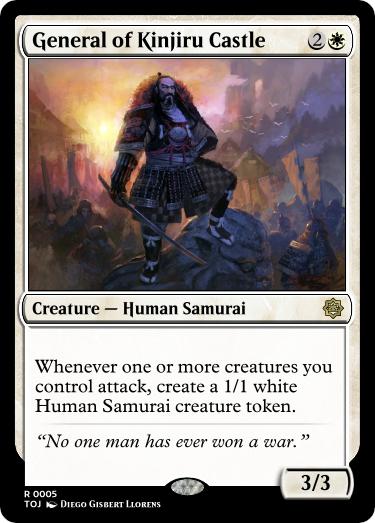 General of Kinjiru Castle 2
Creature — Human Samurai
Whenever one or more creatures you
control attack, create a 1/1 white
Human Samurai creature token.
“No one man has ever won a war.”
3/3
R 0005
TOJ Diego Gisbert Llorens